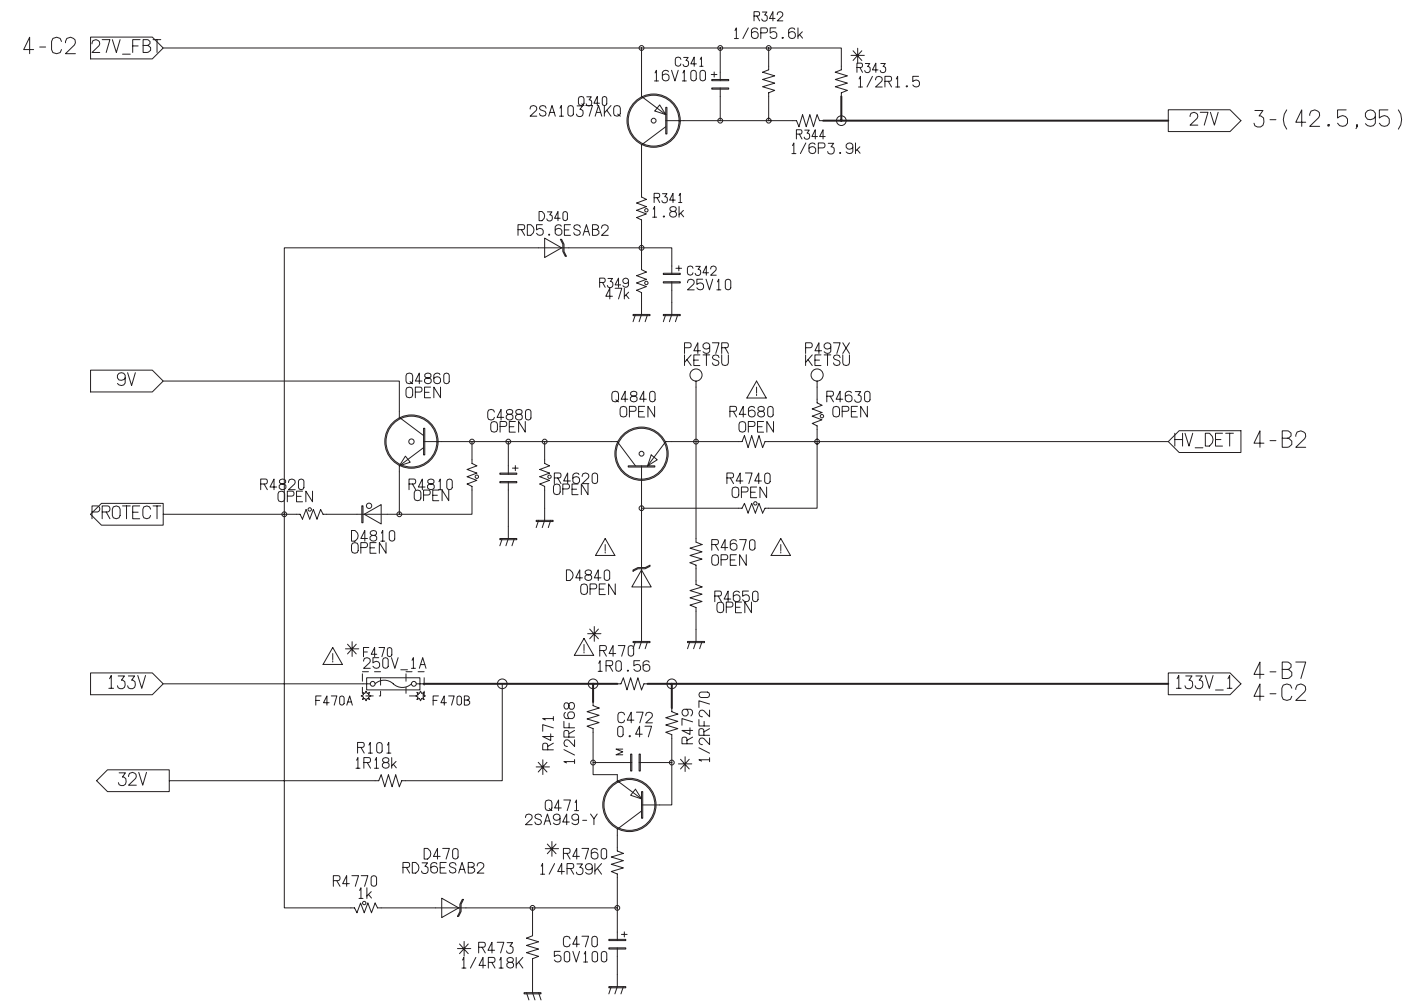 R342
1/6P5.6k
4-C2
27V_FBT
C341
16V100
+
R343
1/2R1.5
Q340
2SA1037AKQ
27V
3-(42.5,95)
R344
1/6P3.9k
R341
1.8k
D340
RD5.6ESAB2
R349
47k
+
C342
25V10
P497R
KETSU
P497X
KETSU
9V
Q4860
OPEN
Q4840
OPEN
R4680
OPEN
R4630
OPEN
C4880
OPEN
HV_DET
4-B2
+
R4820
OPEN
R4810
OPEN
R4620
OPEN
R4740
OPEN
PROTECT
D4810
OPEN
R4670
OPEN
D4840
OPEN
R4650
OPEN
F470
250V_1A
R470
1R0.56
133V
133V_1
4-B7
4-C2
F470A
F470B
R471
1/2RF68
C472
0.47
M
R479
1/2RF270
R101
1R18k
32V
Q471
2SA949-Y
R4760
1/4R39K
D470
RD36ESAB2
R4770
1k
R473
1/4R18K
C470
50V100
+